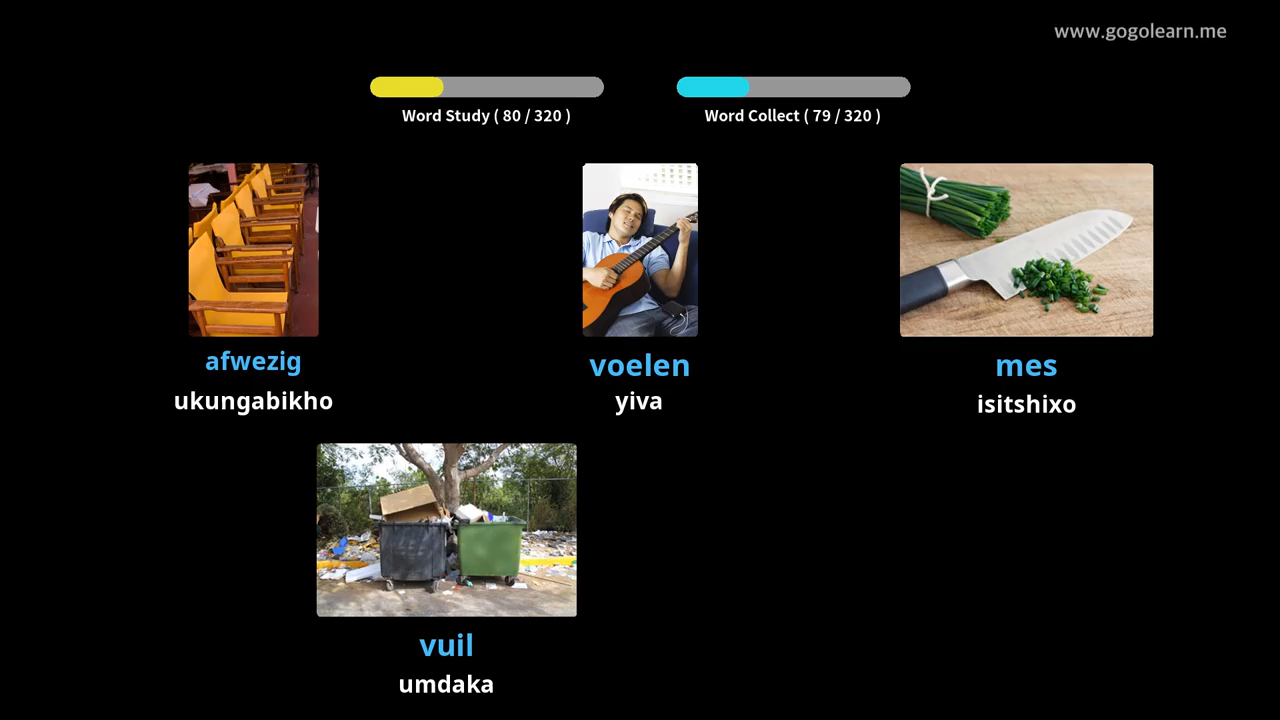 www.gogolearn.me
Word Study ( 80 / 320 )
Word Collect ( 79 / 320 )
afwezig
ukungabikho
voelen
yiva
mes
isitshixo
vuil
umdaka